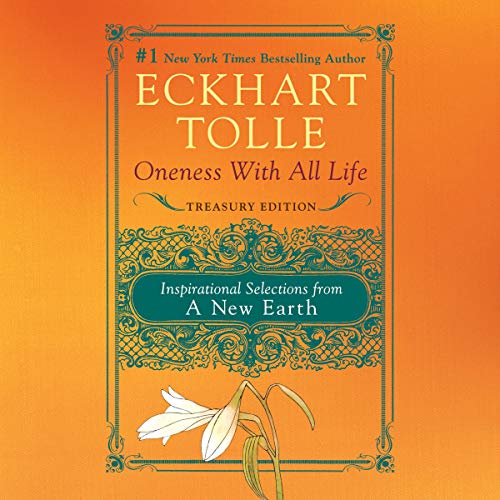 #1 New York Times Bestselling Author
ECKHART
TOLLE
Oneness With All Life
TREASURY EDITION
Inspirational Selections from
A New Earth